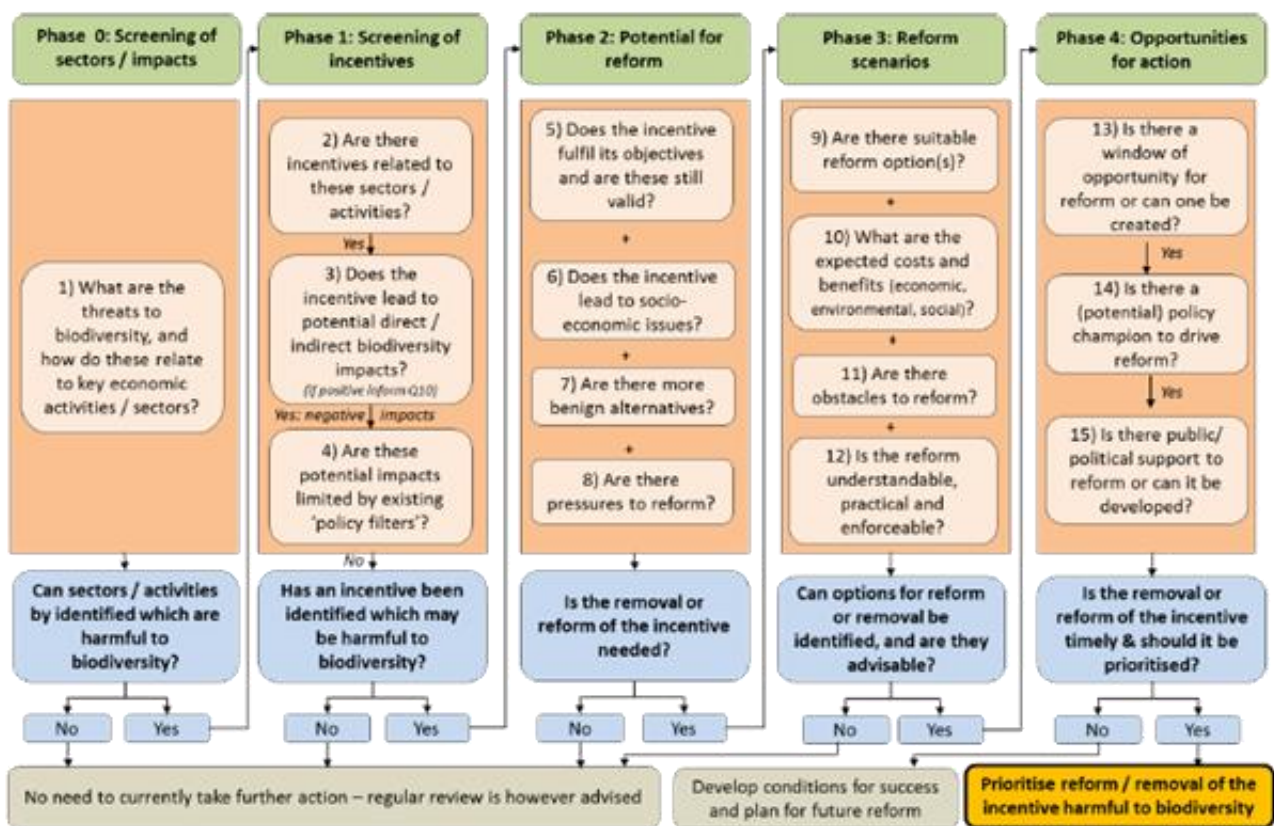 Phase 0: Screening of
sectors / impacts
Phase 1: Screening of
incentives
Phase 2: Potential for
reform
Phase 3: Reform
scenarios
Phase 4: Opportunities
for action
1) What are the
threats to
biodiversity, and
how do these relate
to key economic
activities / sectors?
2) Are there
incentives related to
these sectors /
activities?
Yes
3) Does the
incentive lead to
potential direct /
indirect biodiversity
impacts?
(if positive inform Q10)
Yes: negative impacts
4) Are these
potential impacts
limited by existing
'policy filters'?
No
5) Does the incentive
fulfil its objectives
and are these still
valid?
+
6) Does the incentive
lead to socio-
economic issues?
+
7) Are there more
benign alternatives?
+
8) Are there
pressures to reform?
9) Are there suitable
reform option(s)?
+
10) What are the
expected costs and
benefits (economic,
environmental, social)?
+
11) Are there
obstacles to reform?
+
12) Is the reform
understandable,
practical and
enforceable?
13) Is there a
window of
opportunity for
reform or can one be
created?
Yes
14) Is there a
(potential) policy
champion to drive
reform?
Yes
15) Is there public/
political support to
reform or can it be
developed?
Can sectors / activities
by identified which are
harmful to
biodiversity?
Has an incentive been
identified which may
be harmful to
biodiversity?
Is the removal or
reform of the incentive
needed?
Can options for reform
or removal be
identified, and are they
advisable?
Is the removal or
reform of the incentive
timely & should it be
prioritised?
No
Yes
No
Yes
No
Yes
No
Yes
No
Yes
No need to currently take further action – regular review is however advised
Develop conditions for success
and plan for future reform
Prioritise reform / removal of the
incentive harmful to biodiversity